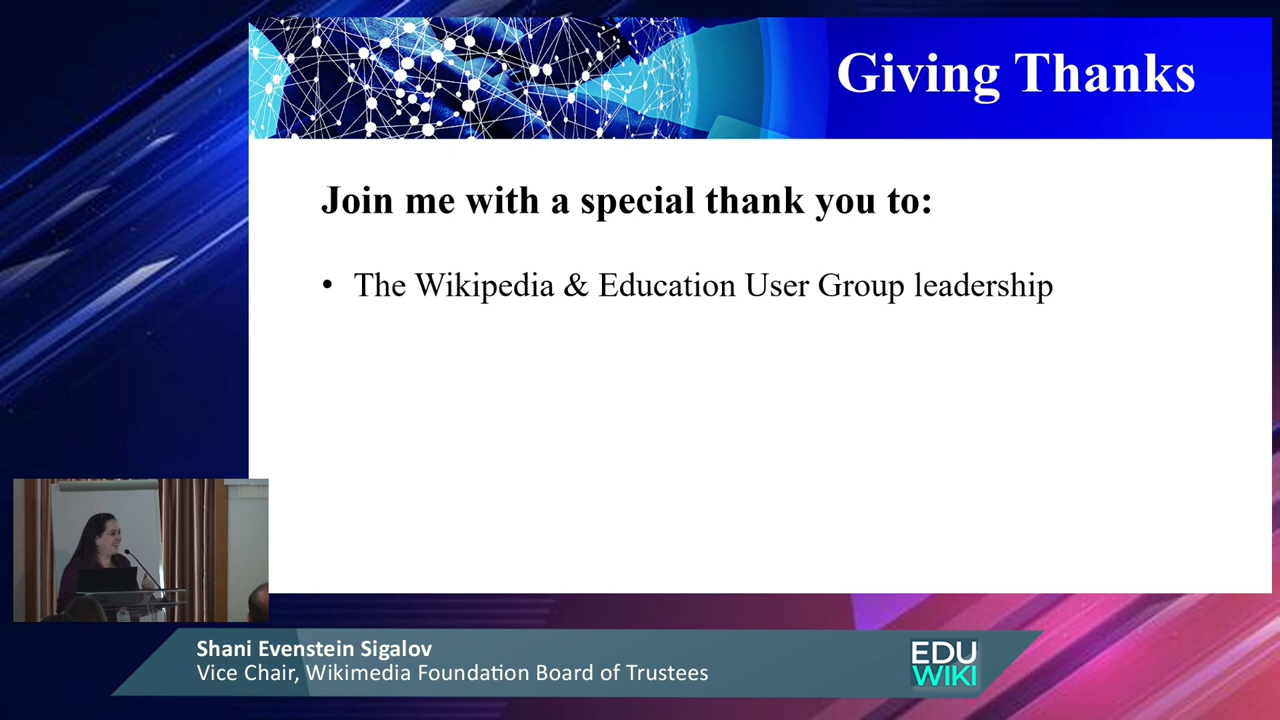 Giving Thanks
Join me with a special thank you to:
• The Wikipedia & Education User Group leadership
Shani Evenstein Sigalov
Vice Chair, Wikimedia Foundation Board of Trustees
EDU
WIKI